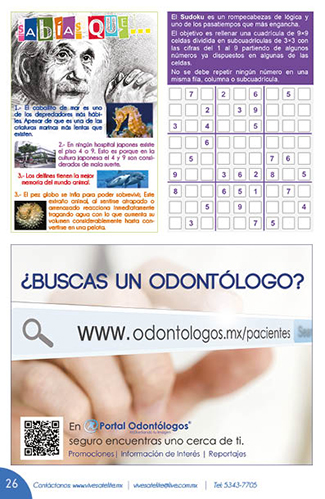 SABÍAS QUE...
1.- El caballito de mar es uno
de los depredadores más hábi-
les. Apesar de que es una de las
criaturas marinas más lentas que
existen.
2.- En ningún hospital japones existe
el piso 4 o 9. Esto es porque en la
cultura japonesa el 4 y 9 son consi-
derados de mala suerte.
3.- Los delfines tienen la mejor
memoria del mundo animal.
3.- El pez globo se infla para poder sobrevivir, Este
extraño animal, al sentirse atrapado o
amenazado reacciona inmediatamente
tragando agua con lo que aumenta su
volumen considerablemente hasta con-
vertirse en una pelota.
El Sudoku es un rompecabezas de lógica y
uno de los pasatiempos que más enganchan.
El objetivo es rellenar una cuadrícula de 9×9
celdas dividida en subcuadrículas de 3×3 con
las cifras del 1 al 9 partiendo de algunos
números ya dispuestos en algunas de las
celdas.
No se debe repetir ningún número en una
misma fila, columna o subcuadrícula.
7 2 6 5
2 3 9
3 4 5
5 7 6
9 3 6 2 8 5
8 6 5 1 7
5 9 4
3 7 5
¿BUSCAS UN ODONTÓLOGO?
www.odontologos.mx/pacientes
Sear
En Portal Odontólogos®
seguro encuentras uno cerca de ti.
Promociones | Información de Interés | Reportajes
26 Contáctanos: www.vivesatelite.mx | vivesatelite@live.com.mx | Tel: 5343-7705